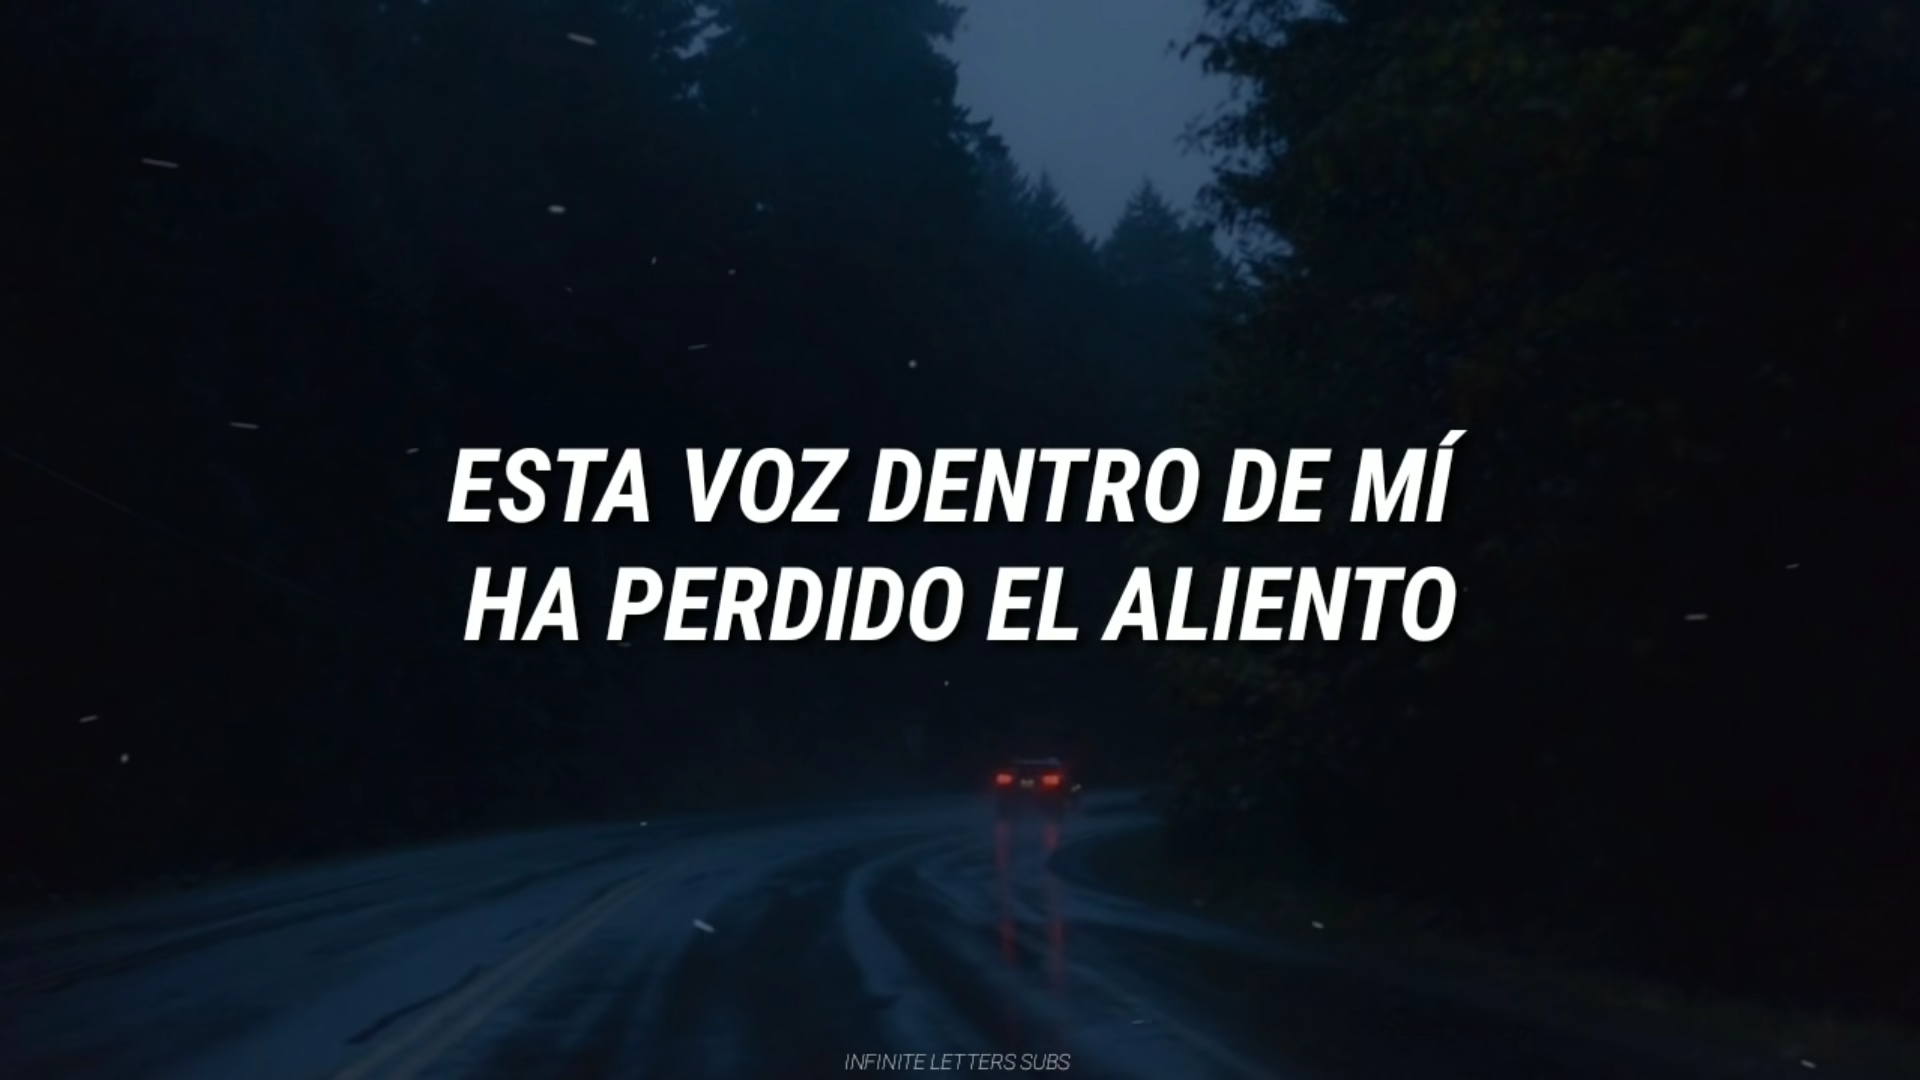 ESTA VOZ DENTRO DE MÍ
HA PERDIDO EL ALIENTO
INFINITE LETTERS SUBS